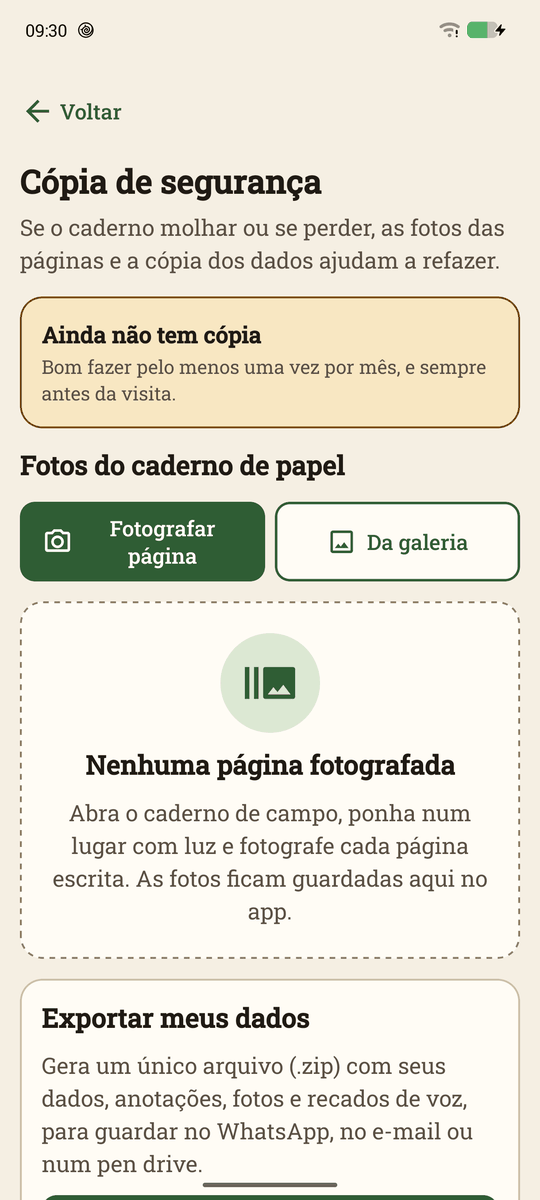 09:30
Voltar
Cópia de segurança
Se o caderno molhar ou se perder, as fotos das
páginas e a cópia dos dados ajudam a refazer.
Ainda não tem cópia
Bom fazer pelo menos uma vez por mês, e sempre
antes da visita.
Fotos do caderno de papel
Fotografar
página
Da galeria
Nenhuma página fotografada
Abra o caderno de campo, ponha num
lugar com luz e fotografe cada página
escrita. As fotos ficam guardadas aqui no
app.
Exportar meus dados
Gera um único arquivo (.zip) com seus
dados, anotações, fotos e recados de voz,
para guardar no WhatsApp, no e-mail ou
num pen drive.